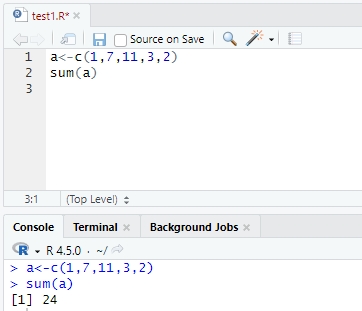 test1.R*
Source on Save
1 a<-c(1,7,11,3,2)
2 sum(a)
3
3:1 (Top Level)
Console Terminal Background Jobs
R 4.5.0 · ~/
> a<-c(1,7,11,3,2)
> sum(a)
[1] 24